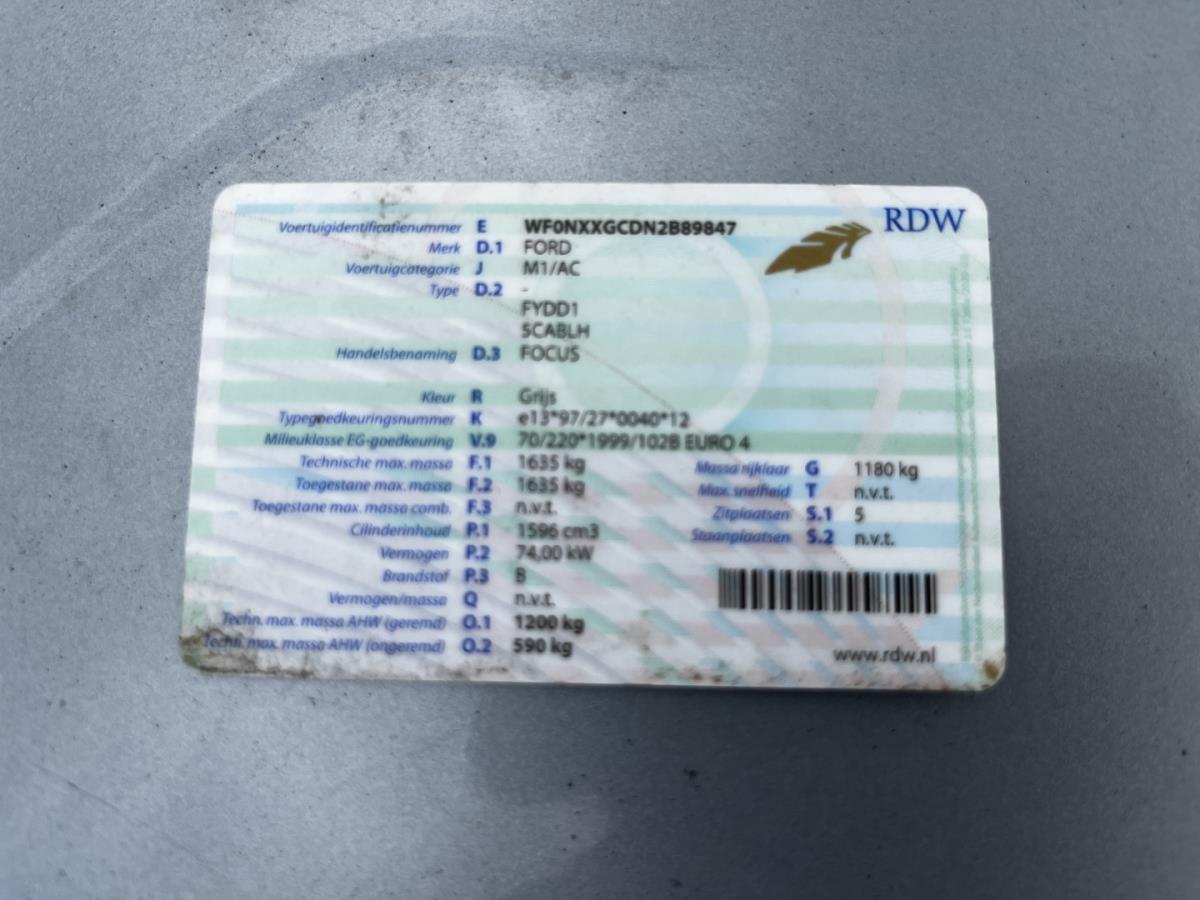 RDW
Voertuigidentificatienummer E WF0NXXGCDN2B89847
Merk D.1 FORD
Voertuigcategorie J M1/AC
Type D.2 -
FYDD1
5CABLH
Handelsbenaming D.3 FOCUS
Kleur R Grijs
Typegoedkeuringsnummer K e13*97/27*0040*12
Milieuklasse EG-goedkeuring V.9 70/220*1999/102B EURO 4
Technische max. massa F.1 1635 kg
Massa rijklaar G 1180 kg
Toegestane max. massa F.2 1635 kg
Max. snelheid T n.v.t.
Toegestane max. massa comb. F.3 n.v.t.
Zitplaatsen S.1 5
Cilinderinhoud P.1 1596 cm3
Staanplaatsen S.2 n.v.t.
Vermogen P.2 74,00 kW
Brandstof P.3 B
Vermogen/massa Q n.v.t.
Techn. max. massa AHW (geremd) O.1 1200 kg
Techn. max. massa AHW (ongeremd) O.2 590 kg
www.rdw.nl